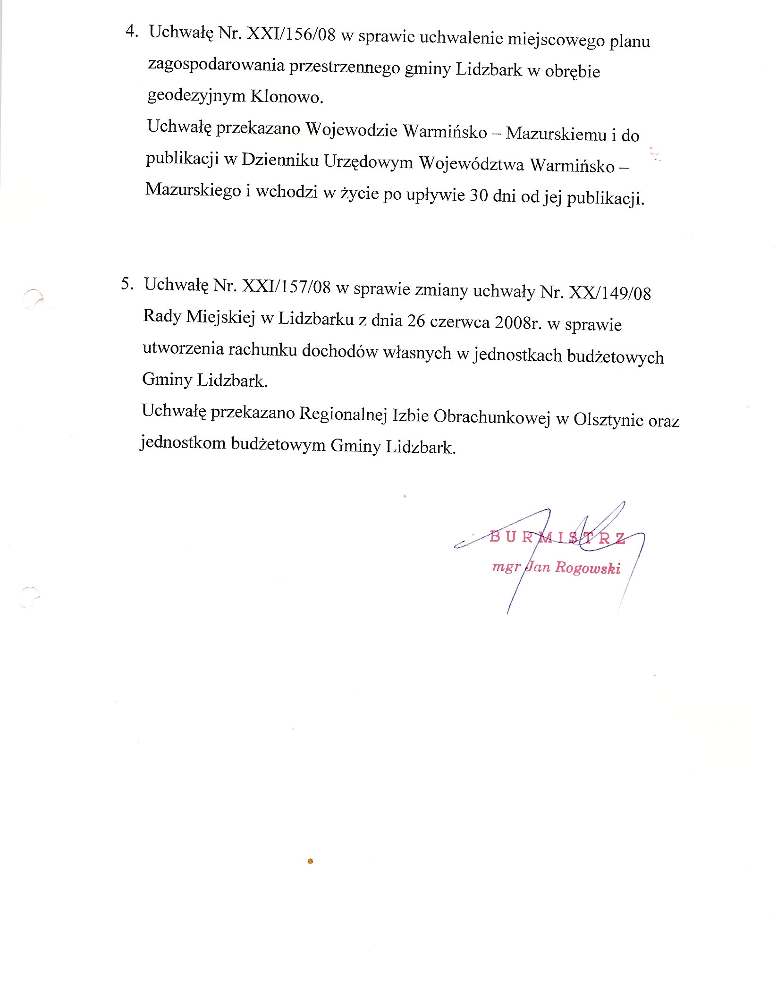 4. Uchwałę Nr. XXI/156/08 w sprawie uchwalenie miejscowego planu
zagospodarowania przestrzennego gminy Lidzbark w obrębie
geodezyjnym Klonowo.
Uchwałę przekazano Wojewodzie Warmińsko – Mazurskiemu i do
publikacji w Dzienniku Urzędowym Województwa Warmińsko –
Mazurskiego i wchodzi w życie po upływie 30 dni od jej publikacji.
5. Uchwałę Nr. XXI/157/08 w sprawie zmiany uchwały Nr. XX/149/08
Rady Miejskiej w Lidzbarku z dnia 26 czerwca 2008r. w sprawie
utworzenia rachunku dochodów własnych w jednostkach budżetowych
Gminy Lidzbark.
Uchwałę przekazano Regionalnej Izbie Obrachunkowej w Olsztynie oraz
jednostkom budżetowym Gminy Lidzbark.
BURMISTRZ
mgr Jan Rogowski